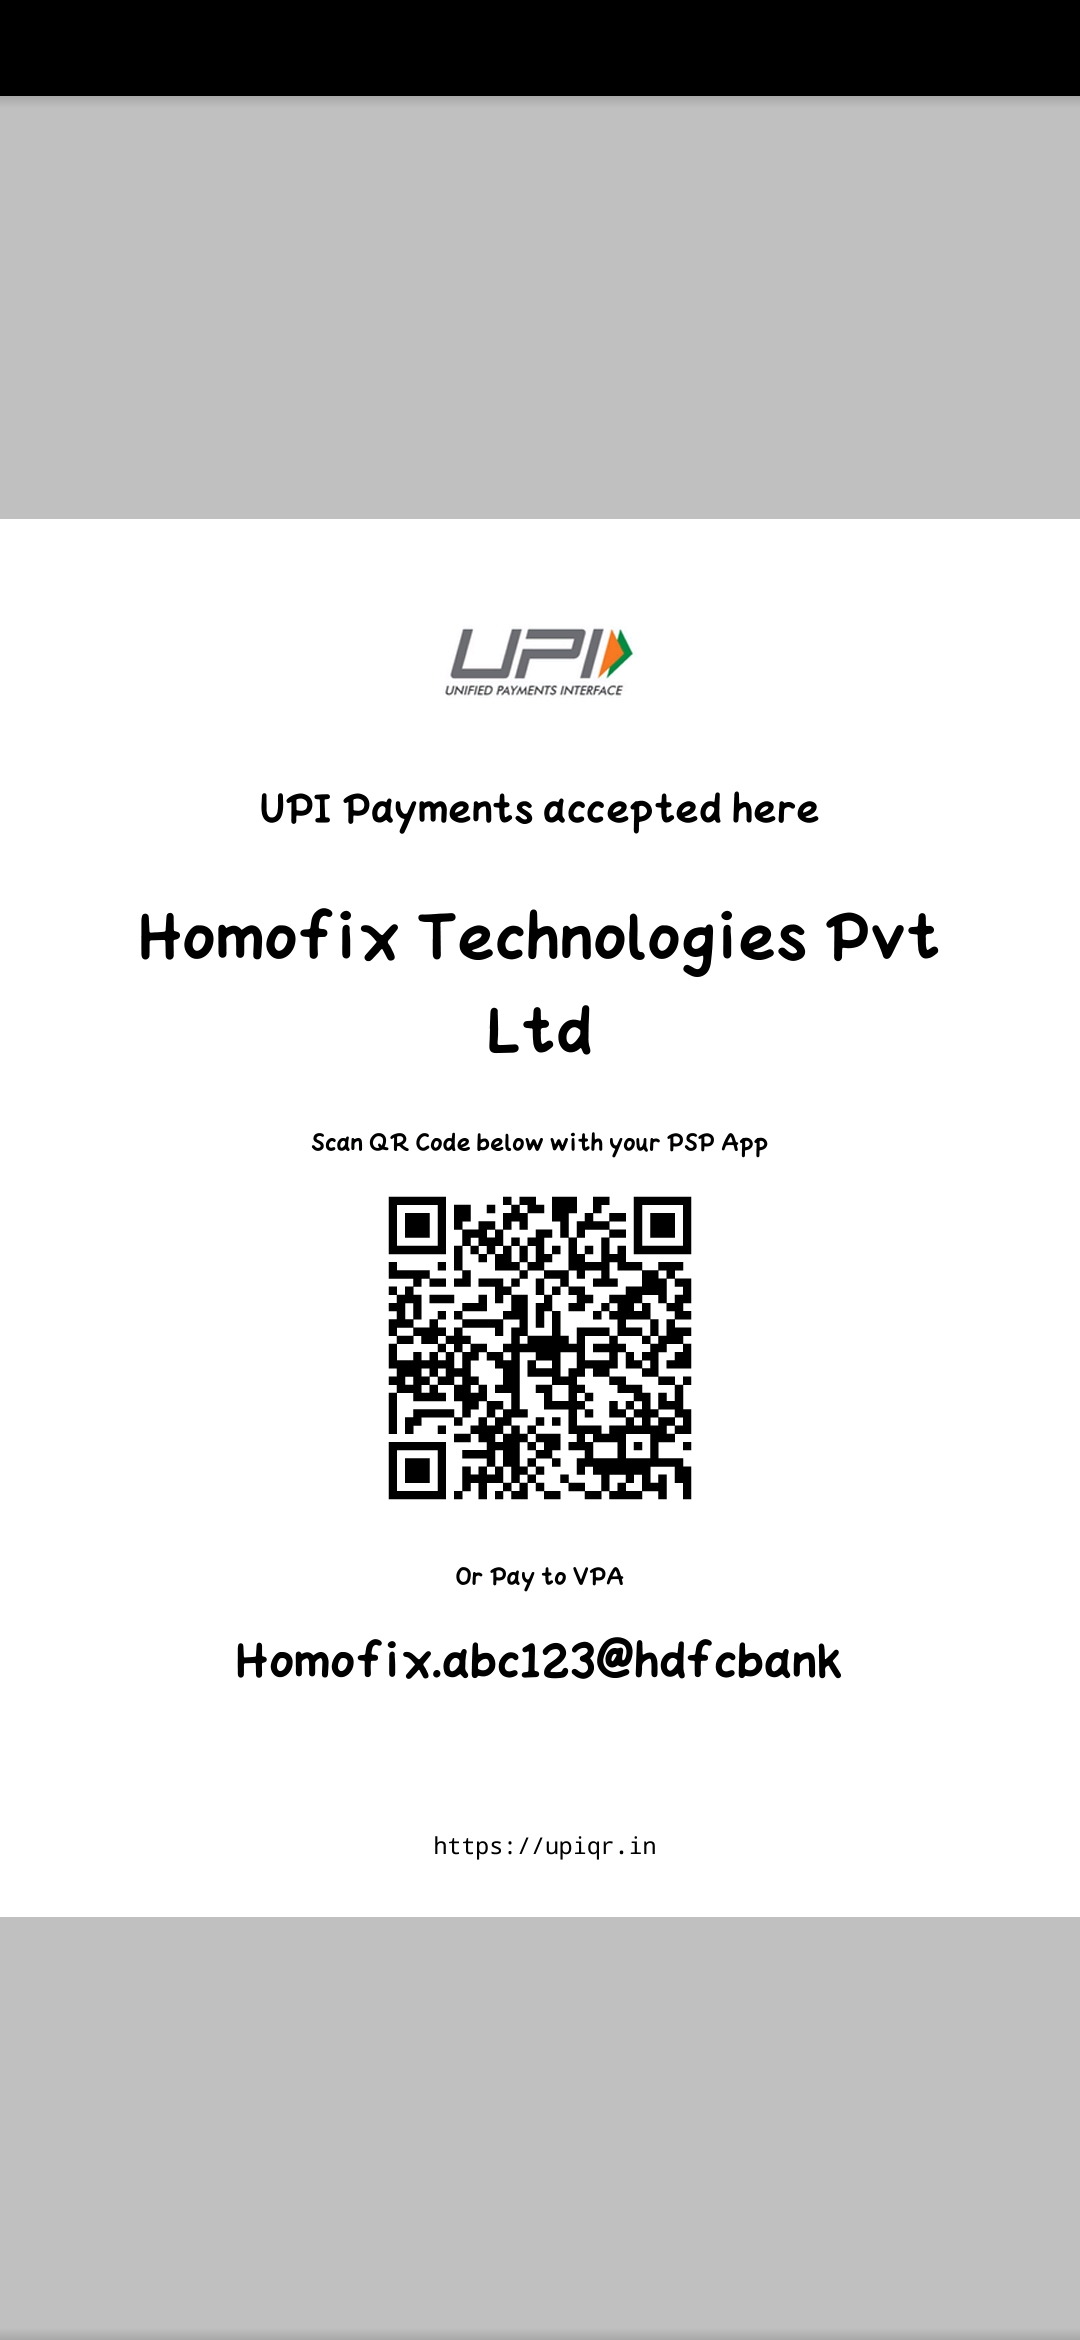 UPI
UNIFIED PAYMENTS INTERFACE
UPI Payments accepted here
Homofix Technologies Pvt
Ltd
Scan QR Code below with your PSP App
Or Pay to VPA
Homofix.abc123@hdfcbank
https://upiqr.in